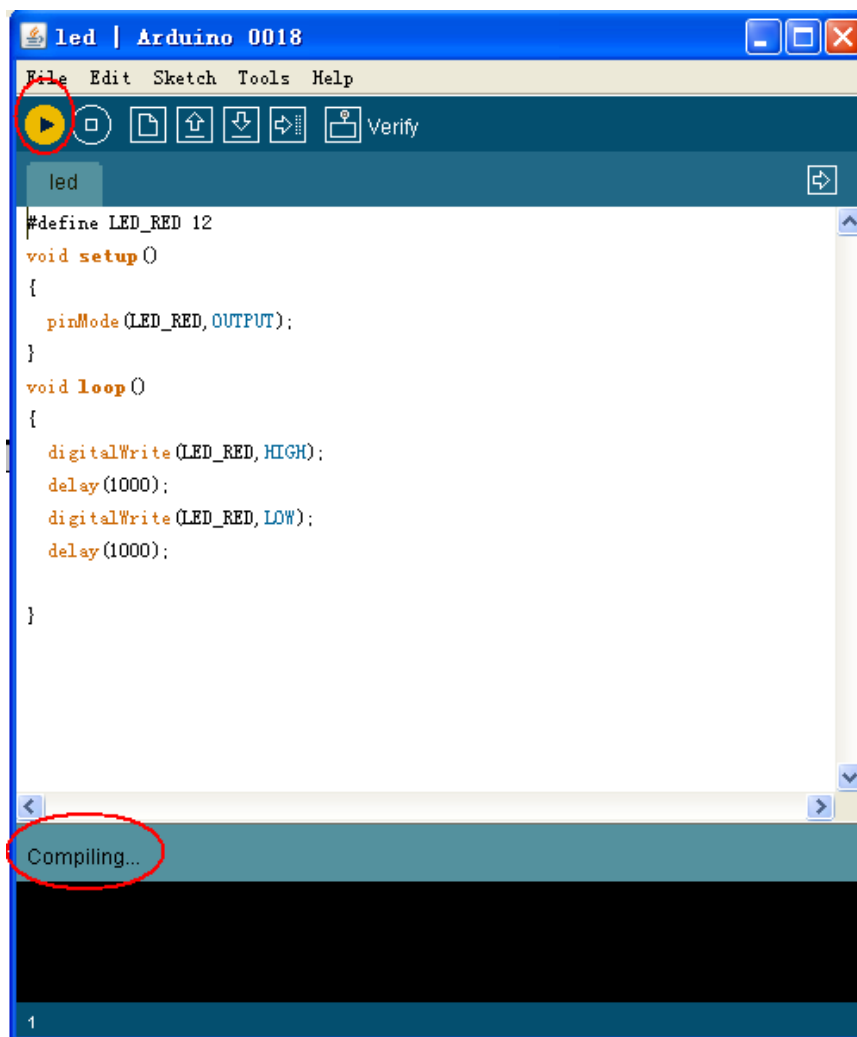 led | Arduino 0018
File Edit Sketch Tools Help
Verify
led
#define LED_RED 12
void setup()
{
  pinMode(LED_RED,OUTPUT);
}
void loop()
{
  digitalWrite(LED_RED,HIGH);
  delay(1000);
  digitalWrite(LED_RED,LOW);
  delay(1000);
}
Compiling...
1